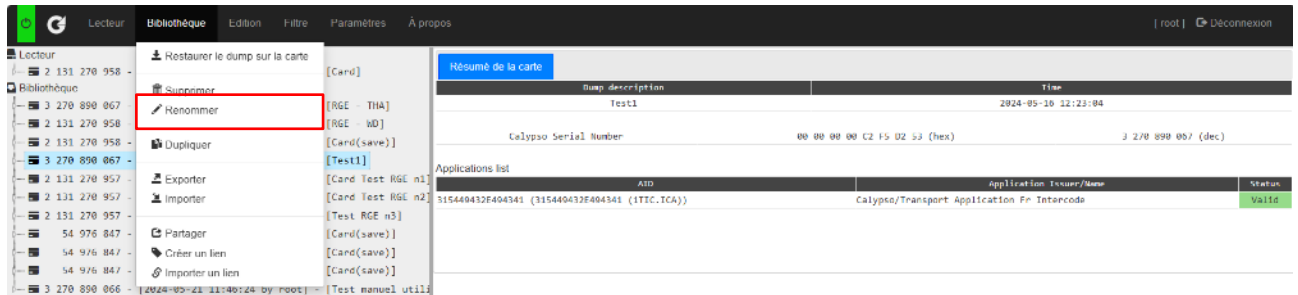 Lecteur Bibliothèque Edition Filtre Paramètres À propos [ root ] Déconnexion
Lecteur
2 131 270 958 - [Card]
Bibliothèque
3 270 890 067 - [RGE - THA]
2 131 270 958 - [RGE - WD]
2 131 270 958 - [Card(save)]
3 270 890 067 - [Test1]
2 131 270 957 - [Card Test RGE n1]
2 131 270 957 - [Card Test RGE n2]
2 131 270 957 - [Test RGE n3]
54 976 847 - [Card(save)]
54 976 847 - [Card(save)]
54 976 847 - [Card(save)]
3 270 890 066 - [2024-05-21 11:46:24 by root] - [Test manuel utili
Restaurer le dump sur la carte
Supprimer
Renommer
Dupliquer
Exporter
Importer
Partager
Créer un lien
Importer un lien
Résumé de la carte
Dump description Time
Test1 2024-05-16 12:23:04
Calypso Serial Number 00 00 00 00 C2 F5 D2 53 (hex) 3 270 890 067 (dec)
Applications list
AID Application Issuer/Name Status
315449432E494341 (315449432E494341 (1TIC.ICA)) Calypso/Transport Application Fr Intercode Valid